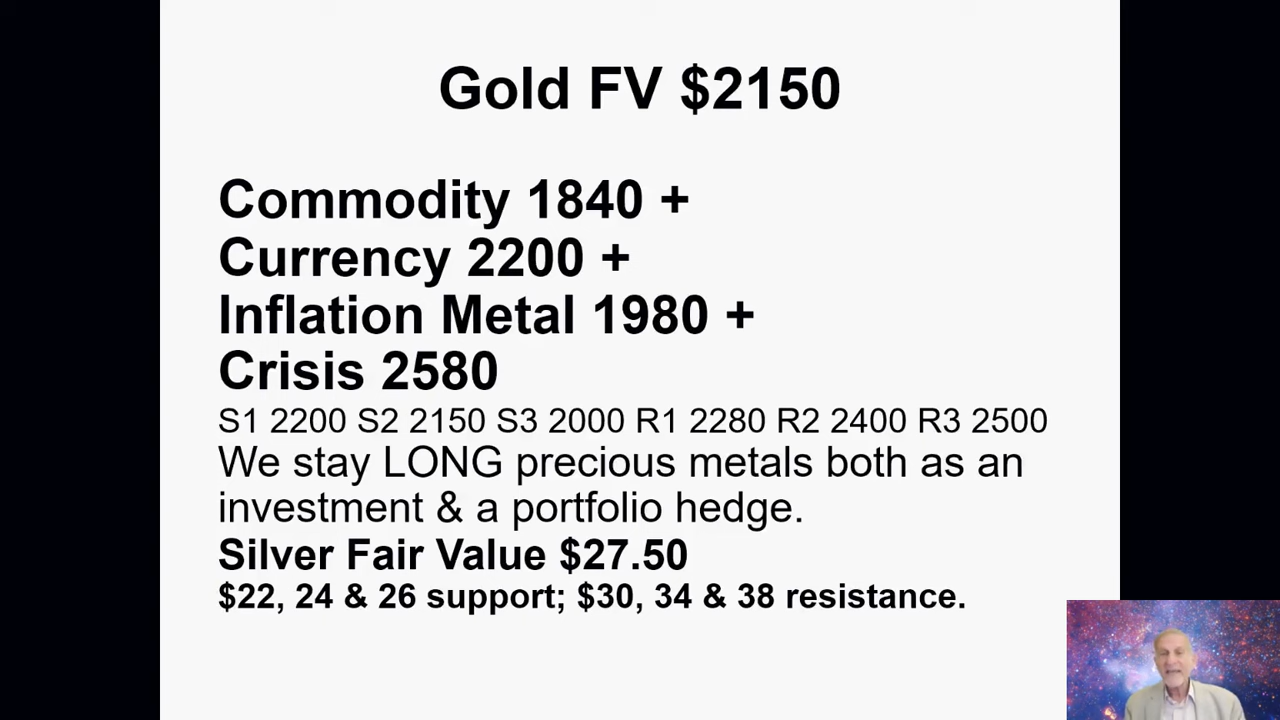 Gold FV $2150
Commodity 1840 +
Currency 2200 +
Inflation Metal 1980 +
Crisis 2580
S1 2200 S2 2150 S3 2000 R1 2280 R2 2400 R3 2500
We stay LONG precious metals both as an
investment & a portfolio hedge.
Silver Fair Value $27.50
$22, 24 & 26 support; $30, 34 & 38 resistance.